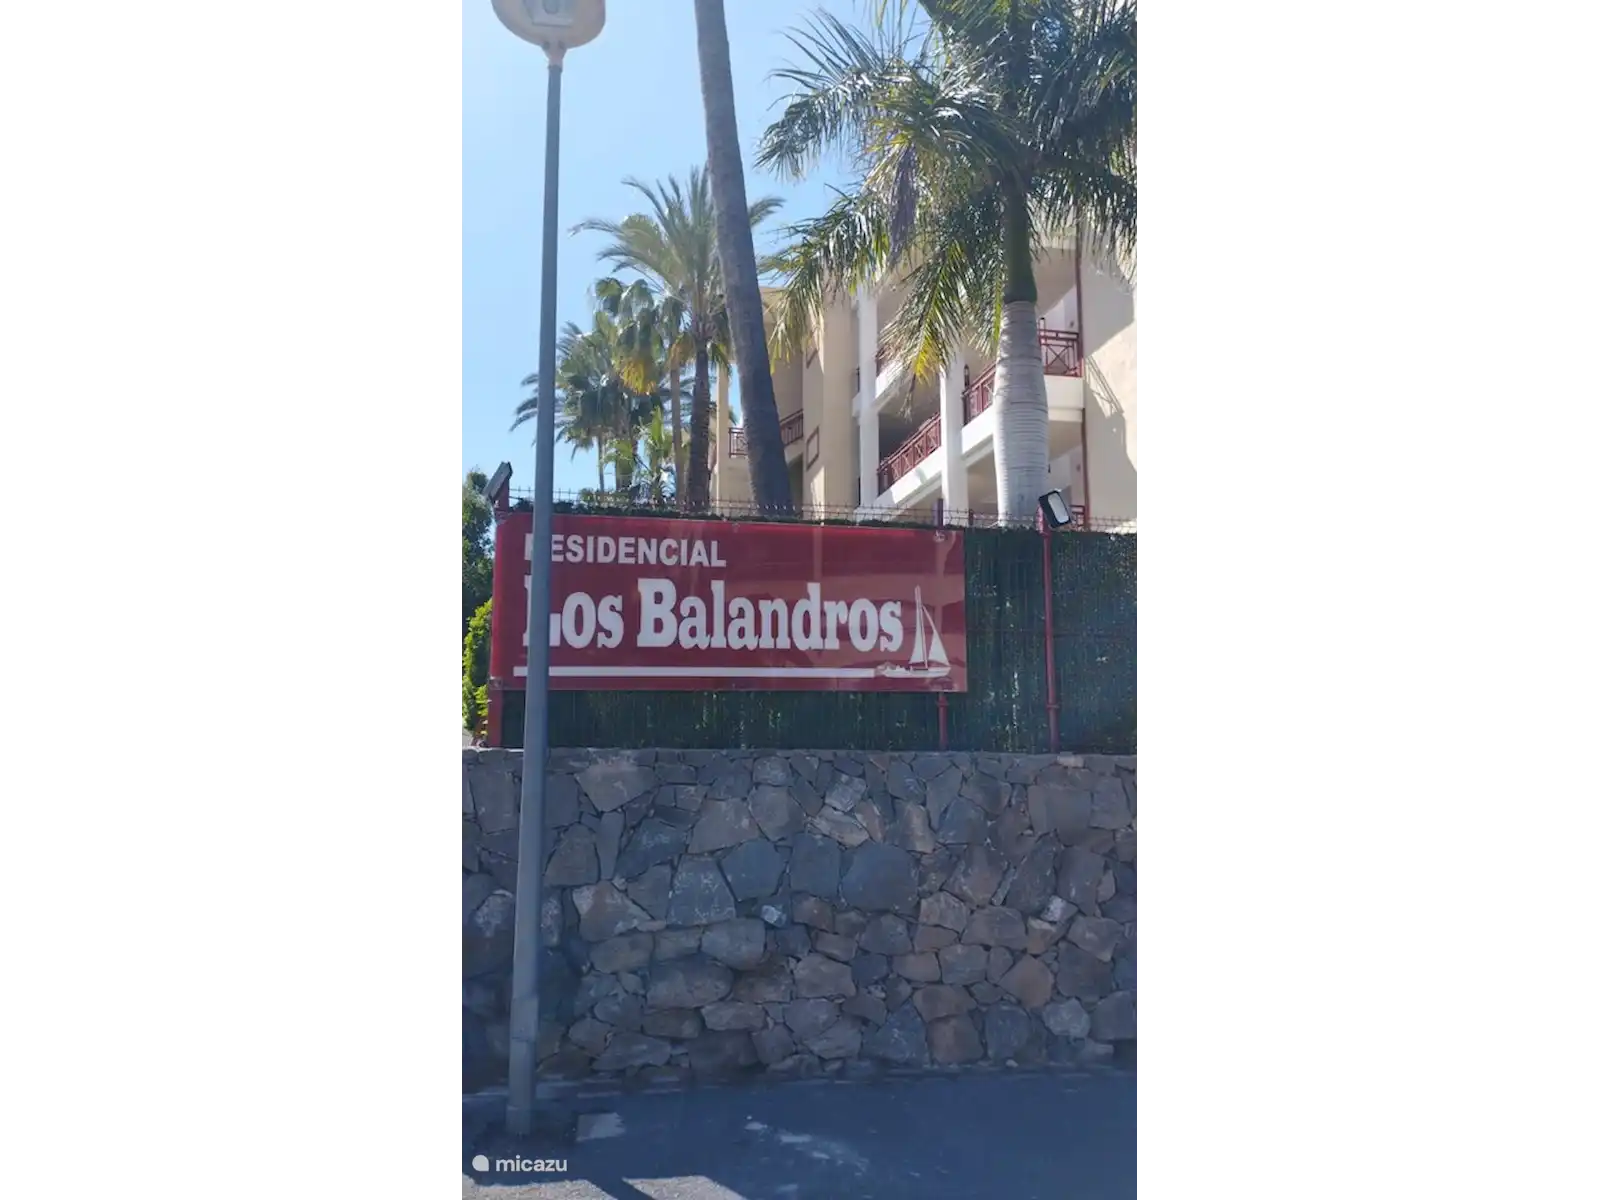 RESIDENCIAL
Los Balandros
micazu